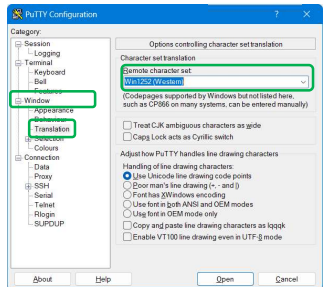 PuTTY Configuration
? ×
Category:
Session
Logging
Terminal
Keyboard
Bell
Features
Window
Appearance
Behaviour
Translation
Selection
Colours
Connection
Data
Proxy
SSH
Serial
Telnet
Rlogin
SUPDUP
Options controlling character set translation
Character set translation
Remote character set:
Win1252 (Western)
(Codepages supported by Windows but not listed here,
such as CP866 on many systems, can be entered manually)
Treat CJK ambiguous characters as wide
Caps Lock acts as Cyrillic switch
Adjust how PuTTY handles line drawing characters
Handling of line drawing characters:
Use Unicode line drawing code points
Poor man's line drawing (+, - and |)
Font has XWindows encoding
Use font in both ANSI and OEM modes
Use font in OEM mode only
Copy and paste line drawing characters as lqqqk
Enable VT100 line drawing even in UTF-8 mode
About
Help
Open
Cancel